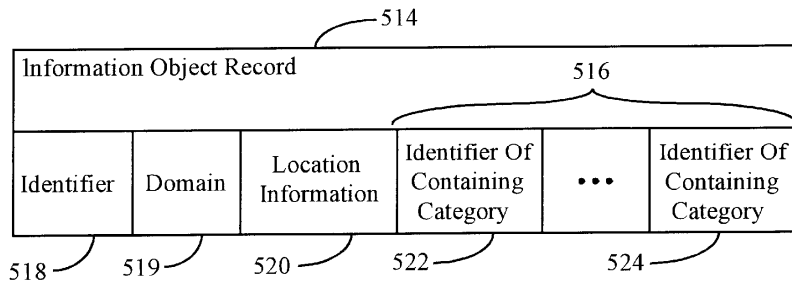 514
Information Object Record
516
Identifier
Domain
Location
Information
Identifier Of
Containing
Category
•••
Identifier Of
Containing
Category
518
519
520
522
524